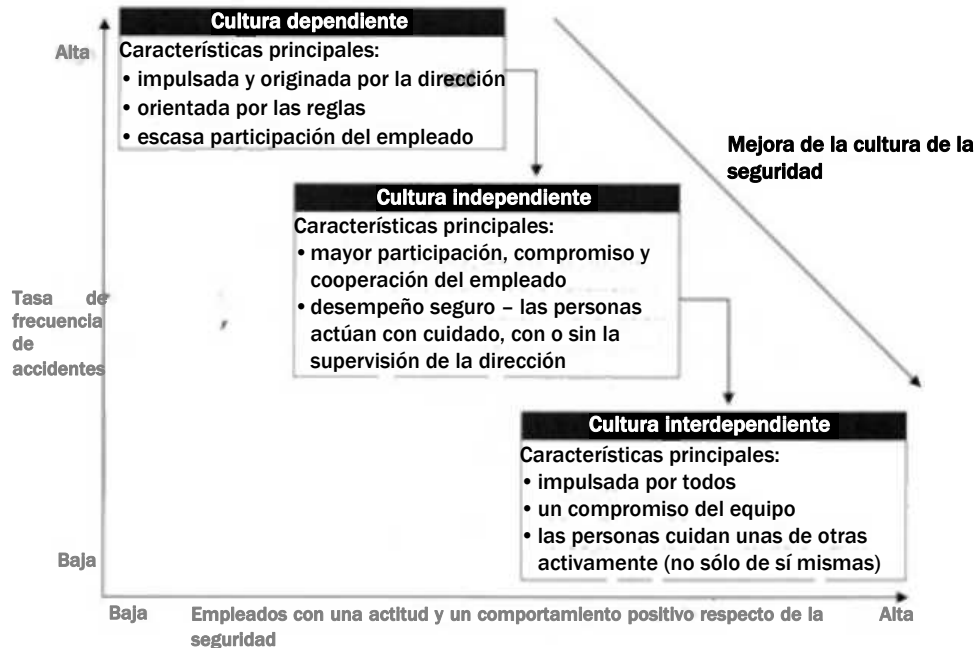 Cultura dependiente
Alta
Características principales:
• impulsada y originada por la dirección
• orientada por las reglas
• escasa participación del empleado
Mejora de la cultura de la
seguridad
Cultura independiente
Características principales:
• mayor participación, compromiso y
cooperación del empleado
• desempeño seguro – las personas
actúan con cuidado, con o sin la
supervisión de la dirección
Tasa de
frecuencia
de
accidentes
Cultura interdependiente
Características principales:
• impulsada por todos
• un compromiso del equipo
• las personas cuidan unas de otras
activamente (no sólo de sí mismas)
Baja
Baja Empleados con una actitud y un comportamiento positivo respecto de la Alta
seguridad